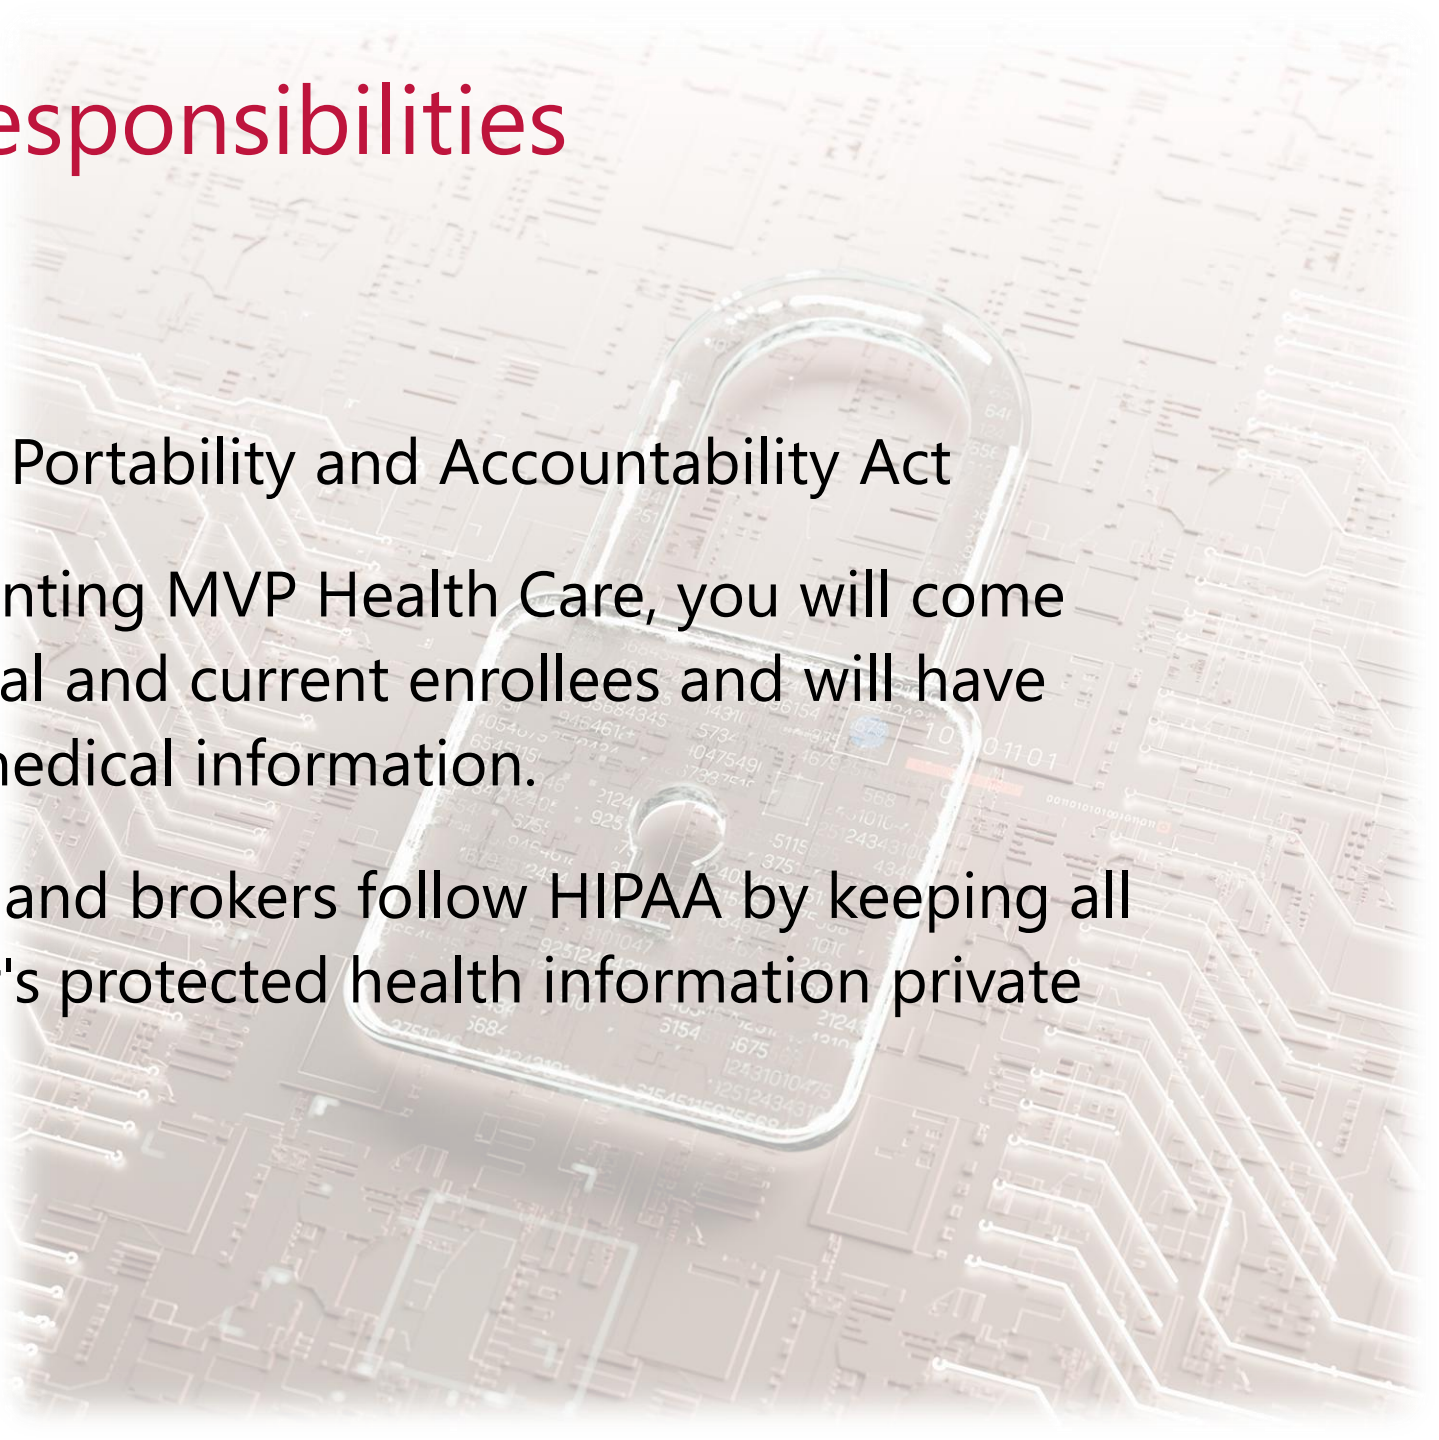 esponsibilities
Portability and Accountability Act
nting MVP Health Care, you will come
al and current enrollees and will have
edical information.
and brokers follow HIPAA by keeping all
's protected health information private